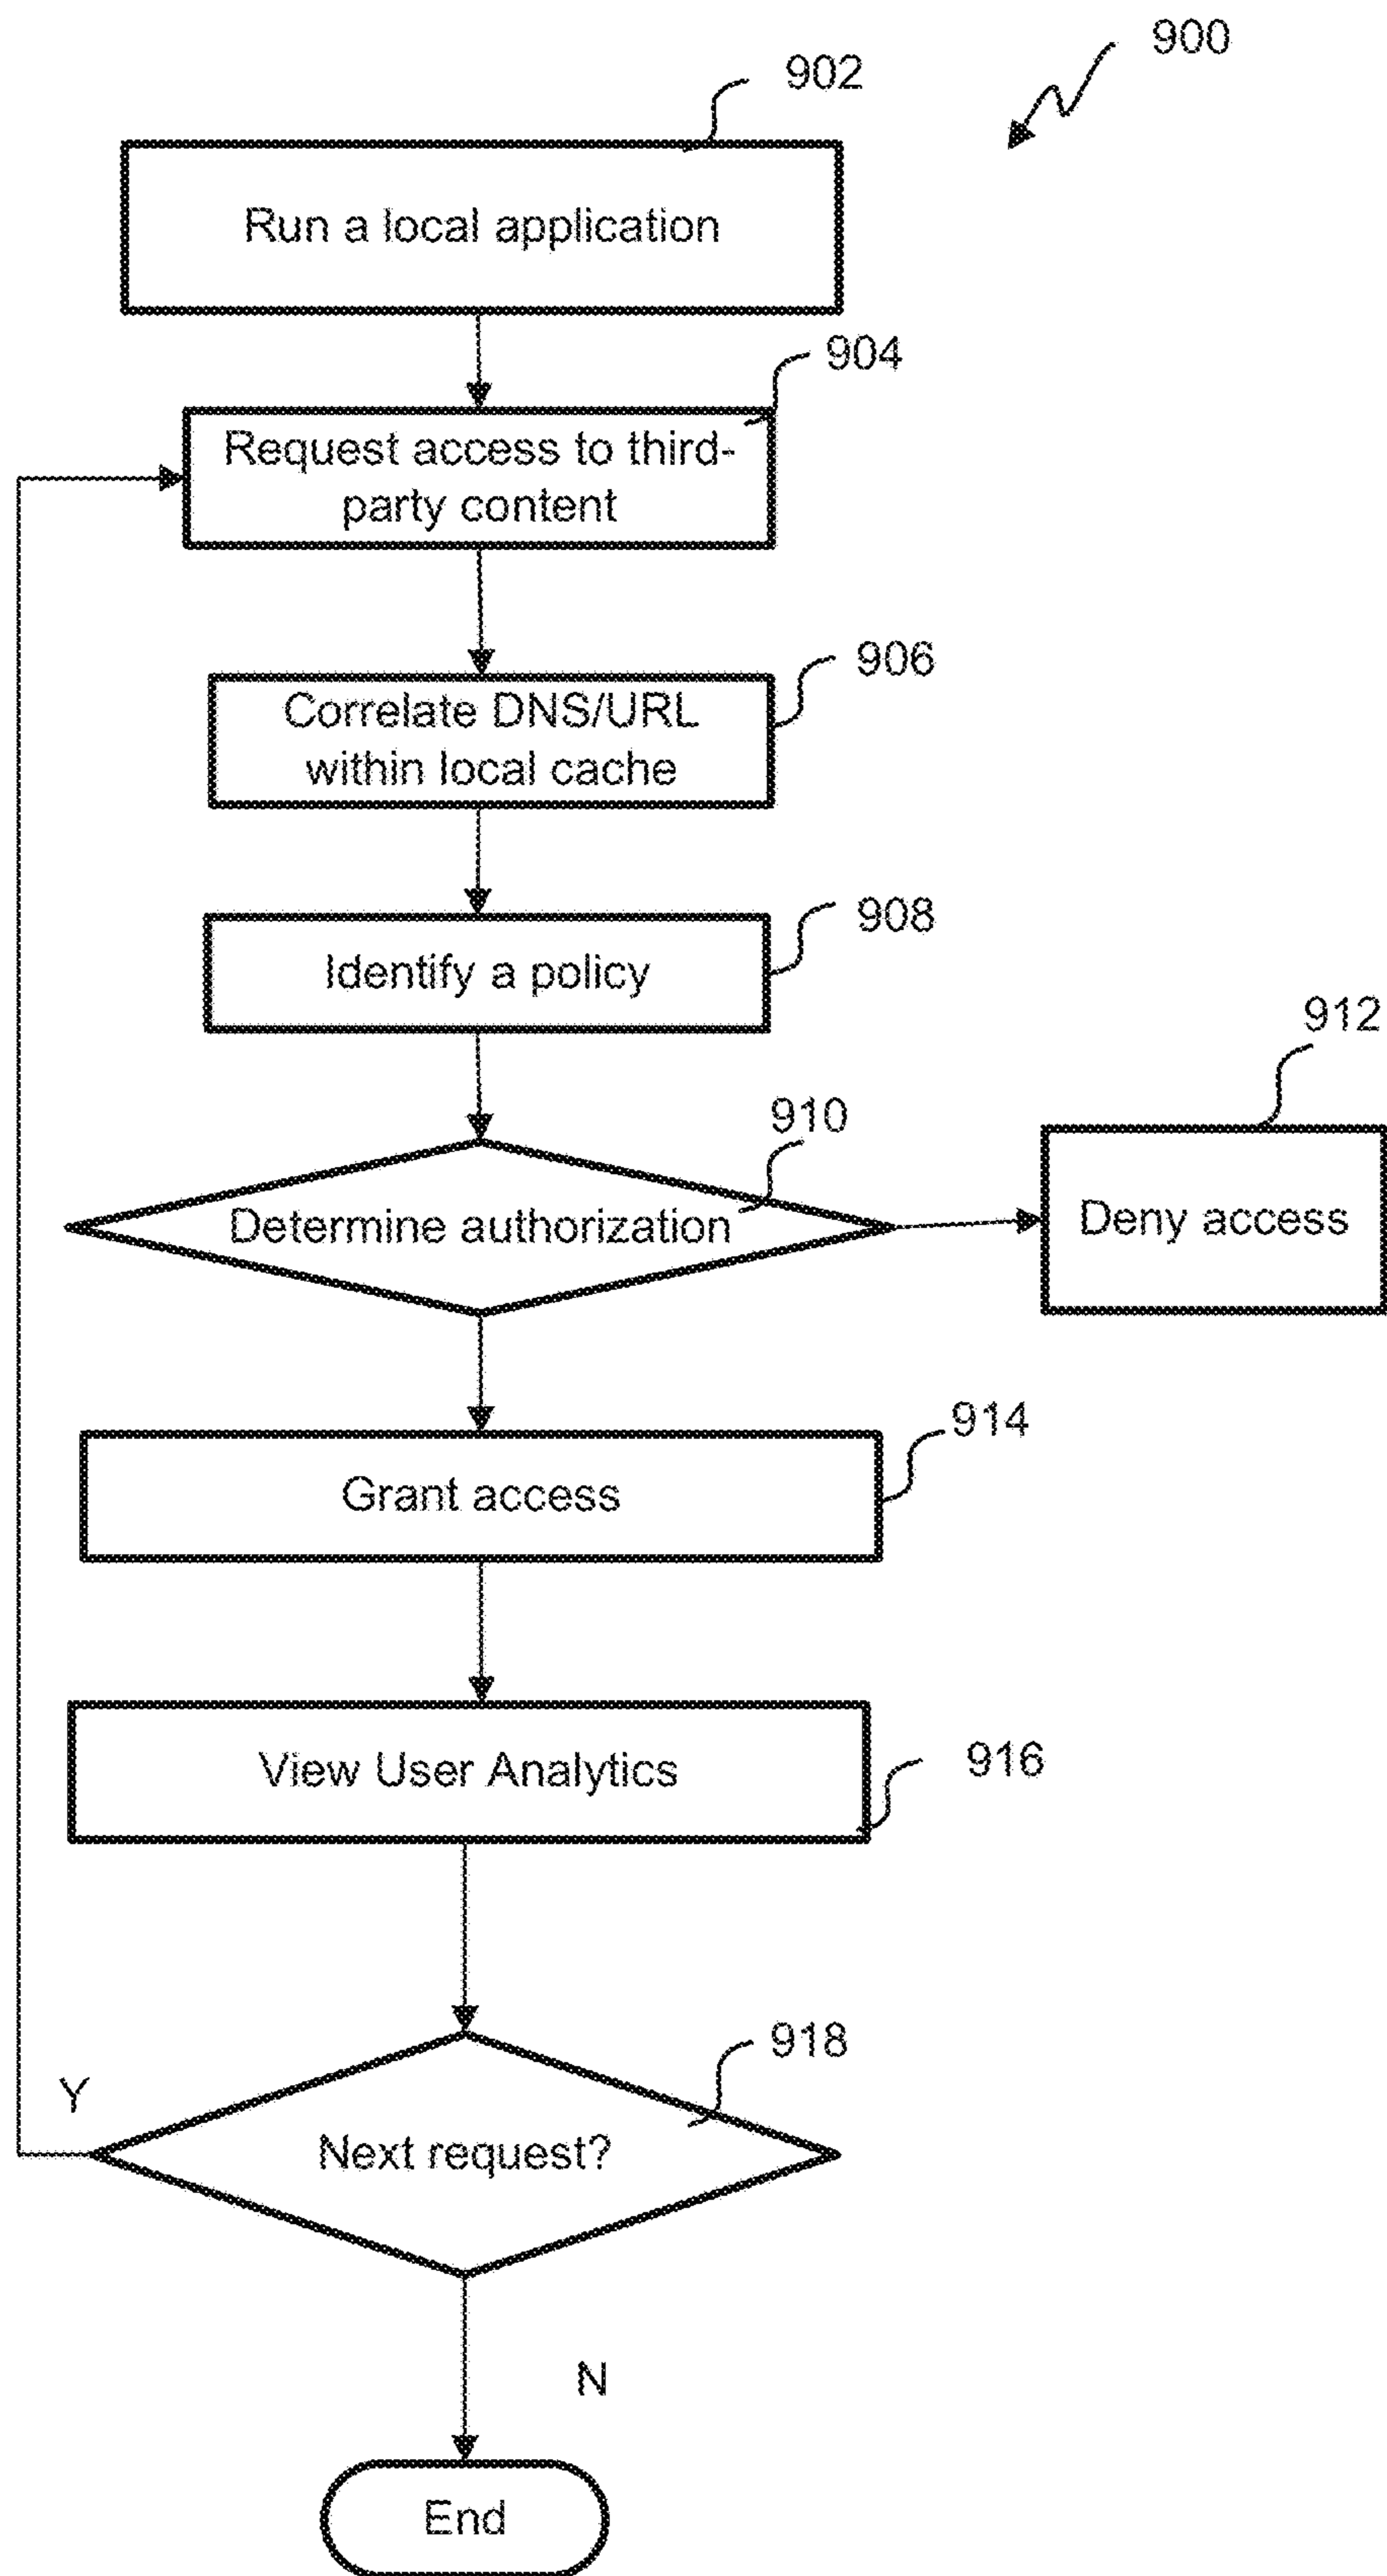 900
902
Run a local application
904
Request access to third-
party content
906
Correlate DNS/URL
within local cache
908
Identify a policy
912
910
Determine authorization
Deny access
914
Grant access
View User Analytics
916
918
Y
Next request?
N
End